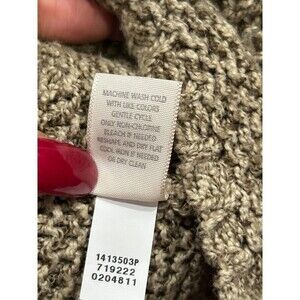 MACHINE WASH COLD
WITH LIKE COLORS
GENTLE CYCLE
ONLY NON-CHLORINE
BLEACH IF NEEDED
RESHAPE AND DRY FLAT
COOL IRON IF NEEDED
OR DRY CLEAN
1413503P
719222
0204811